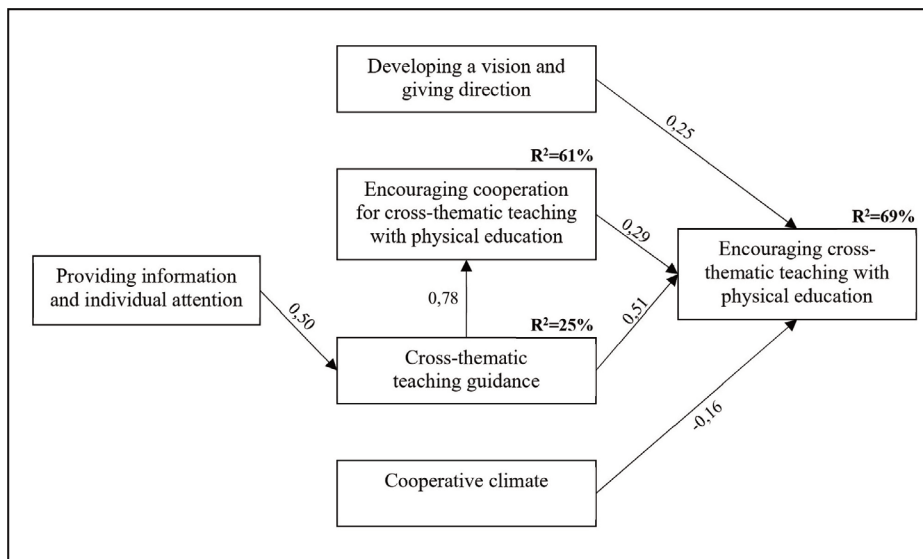 Developing a vision and
giving direction
0,25
R²=61%
Encouraging cooperation
for cross-thematic teaching
with physical education
0,29
R²=69%
Encouraging cross-
thematic teaching with
physical education
Providing information
and individual attention
0,50
0,78
R²=25%
Cross-thematic
teaching guidance
0,51
Cooperative climate
-0,16